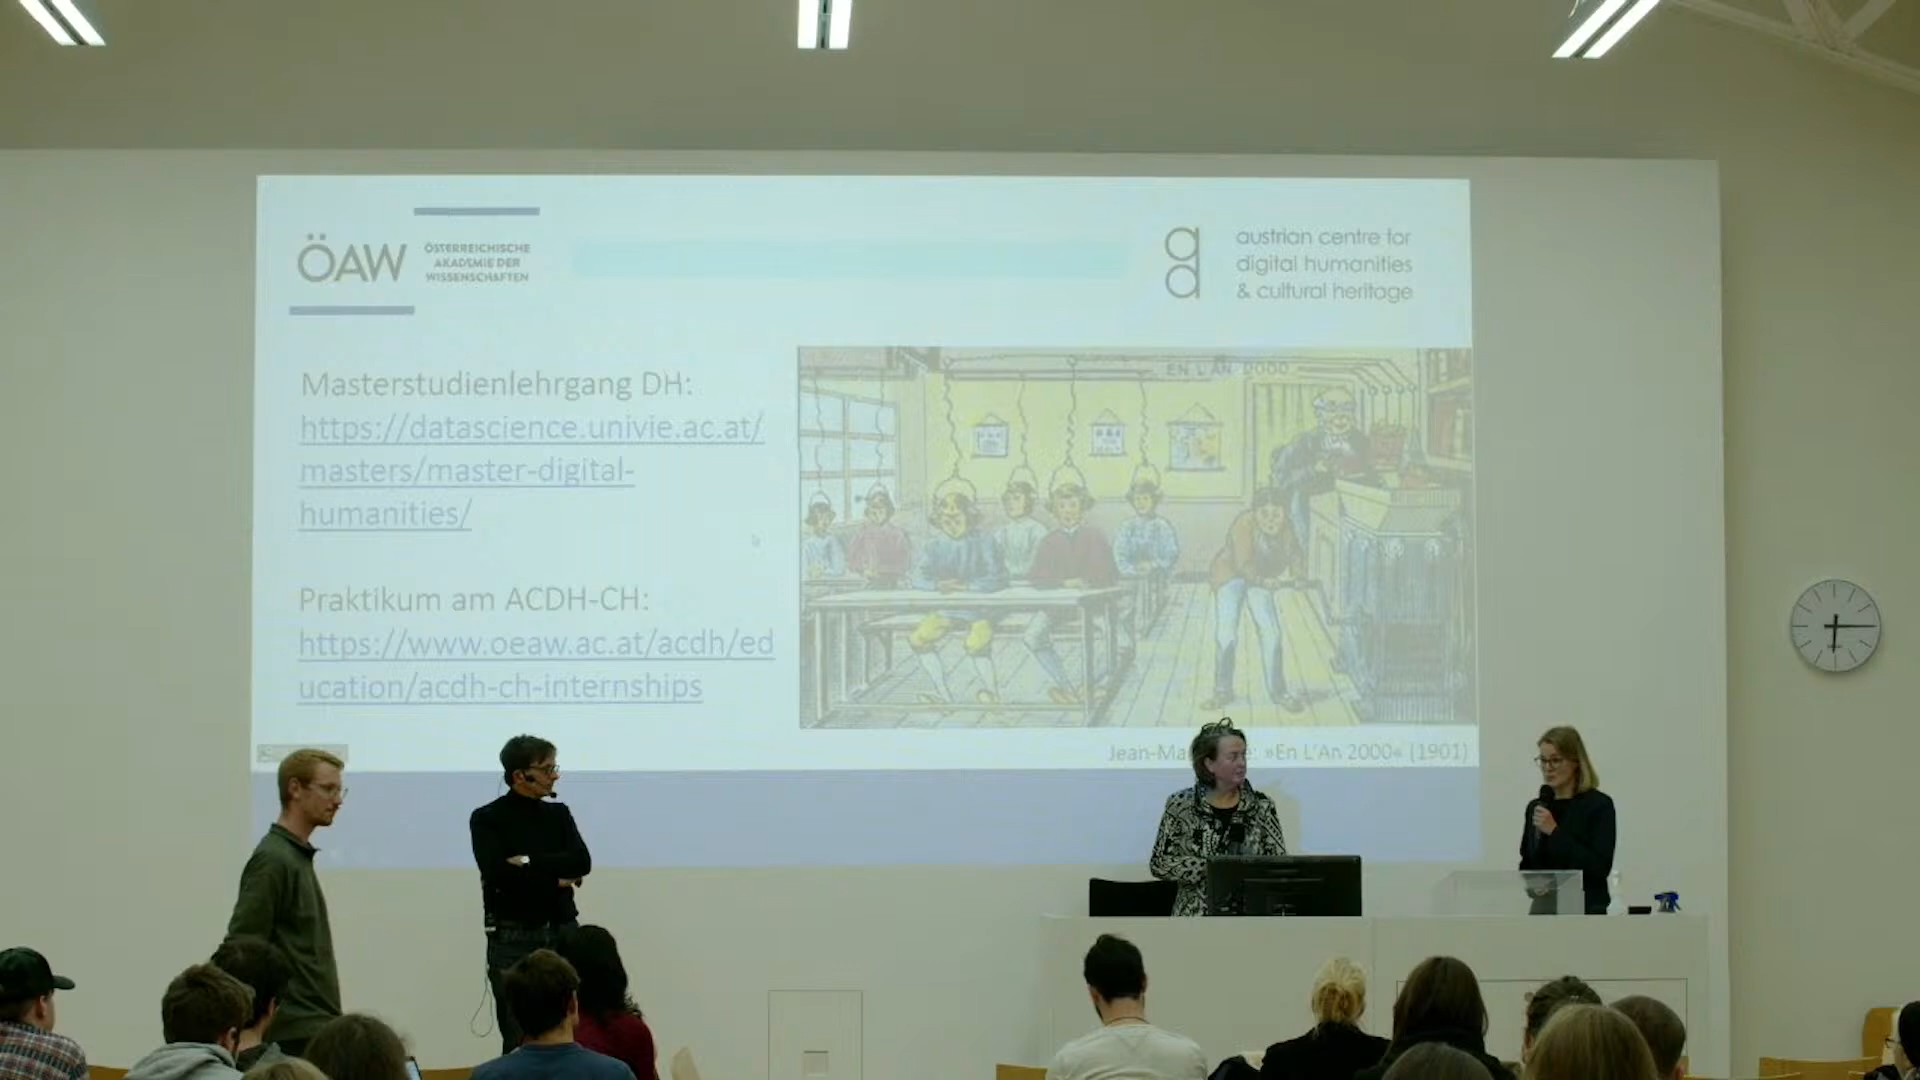 ÖAW
ÖSTERREICHISCHE
AKADEMIE DER
WISSENSCHAFTEN
austrian centre for
digital humanities
& cultural heritage
Masterstudienlehrgang DH:
https://datascience.univie.ac.at/
masters/master-digital-
humanities/
Praktikum am ACDH-CH:
https://www.oeaw.ac.at/acdh/ed
ucation/acdh-ch-internships
EN L'AN 2000
Jean-Ma : »En L'An 2000« (1901)